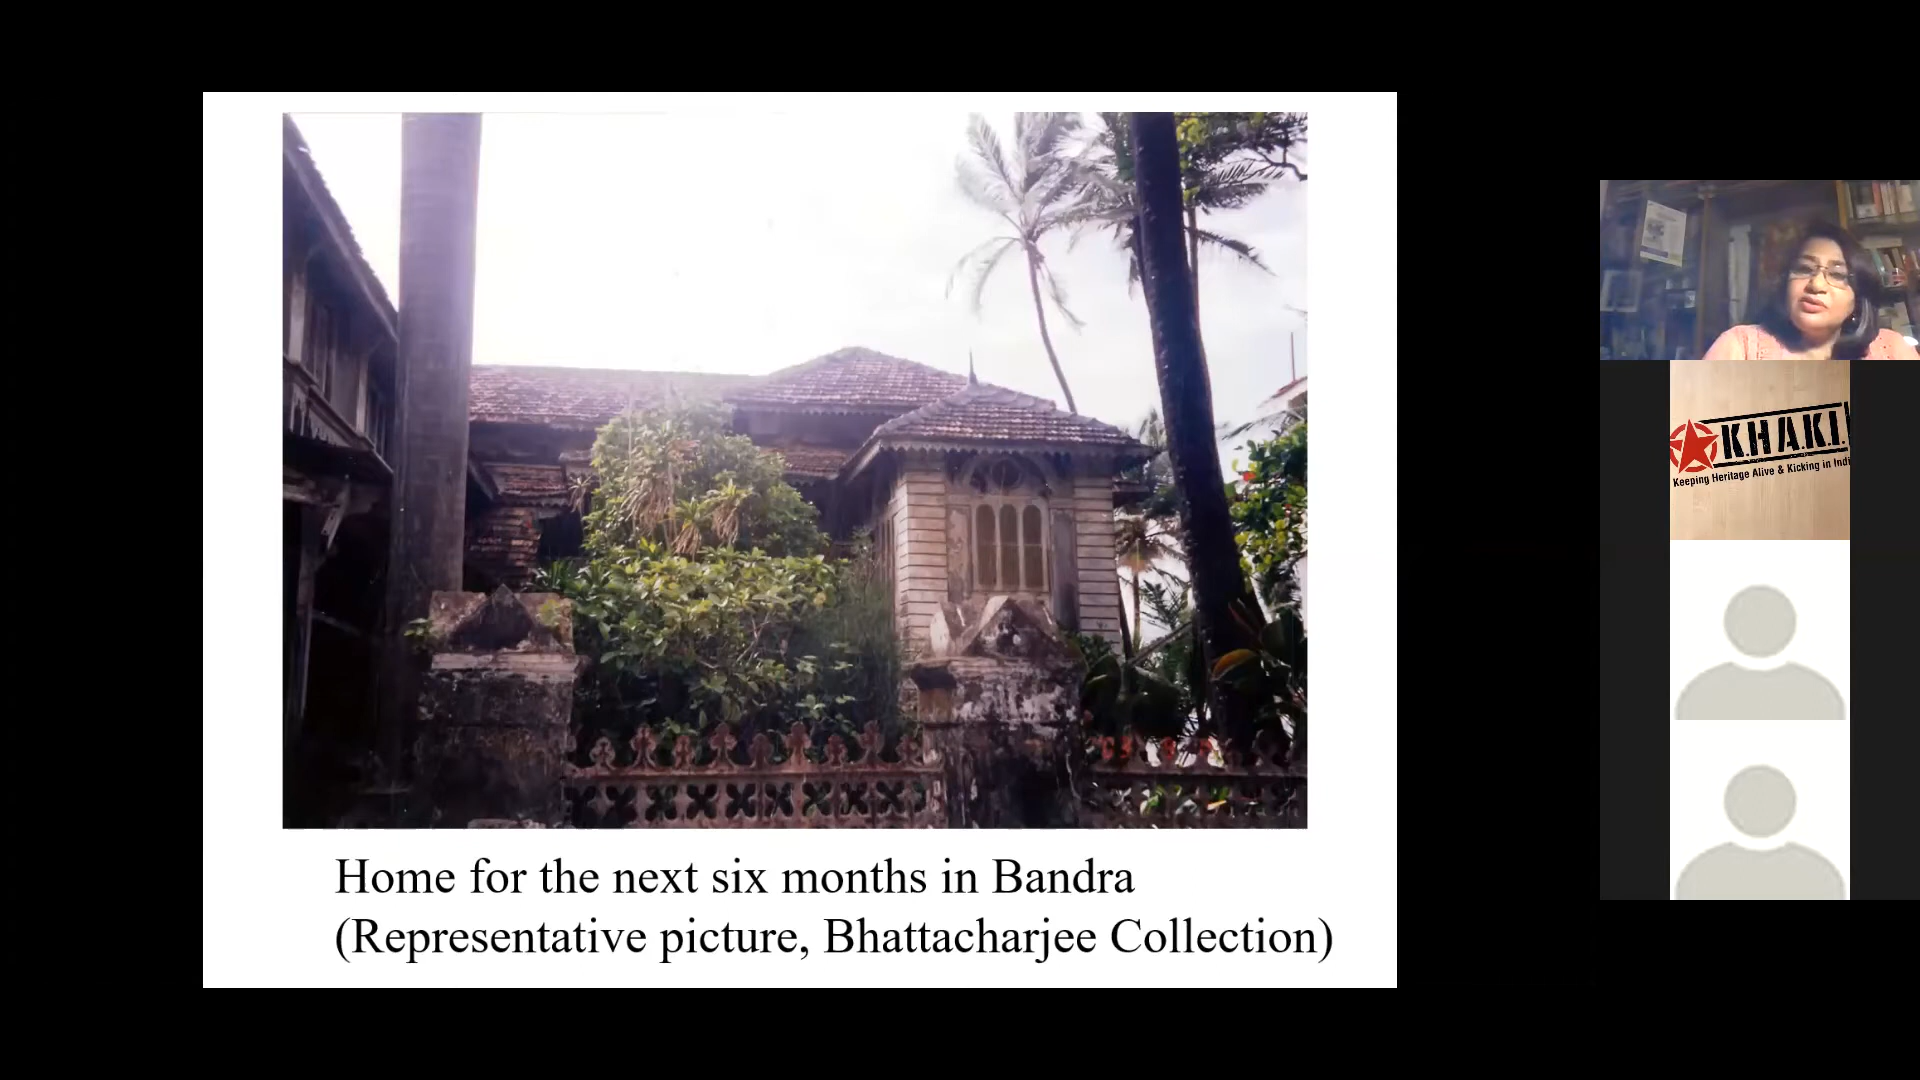 Home for the next six months in Bandra
(Representative picture, Bhattacharjee Collection)
K.H.A.K.I.
Keeping Heritage Alive & Kicking in Indi